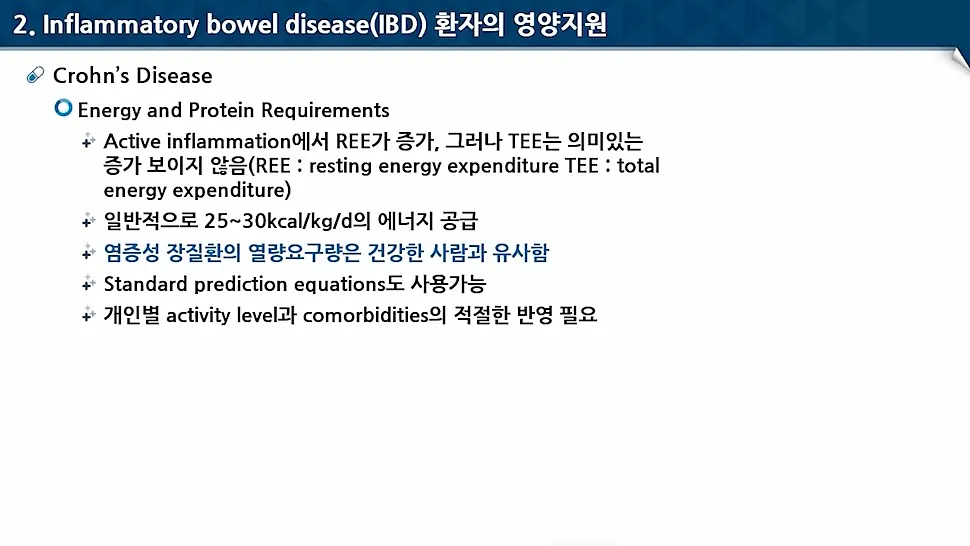 2. Inflammatory bowel disease(IBD) 환자의 영양지원
Crohn's Disease
Energy and Protein Requirements
Active inflammation에서 REE가 증가, 그러나 TEE는 의미있는
증가 보이지 않음(REE : resting energy expenditure TEE : total
energy expenditure)
일반적으로 25~30kcal/kg/d의 에너지 공급
염증성 장질환의 열량요구량은 건강한 사람과 유사함
Standard prediction equations도 사용가능
개인별 activity level과 comorbidities의 적절한 반영 필요